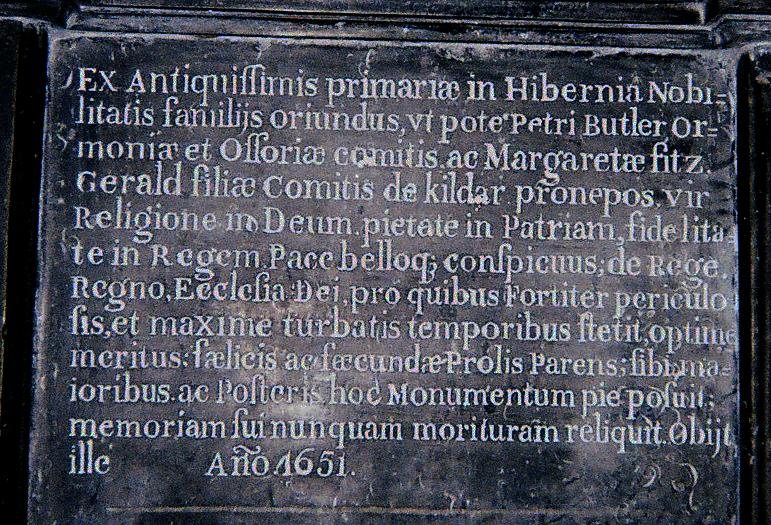 EX Antiquiſſimis primariæ in Hibernia Nobi-
litatis familijs oriundus, vt pote Petri Butler Or-
moniæ et Oſſoriæ comitis. ac Margaretæ fitz.
Gerald filiæ Comitis de kildar pronepos. vir
Religione in Deum. pietate in Patriam, fidelita-
te in Regem, Pace belloq; conſpicuus; de Rege.
Regno, Eccleſia Dei, pro quibus Fortiter periculo
ſis, et maxime turbatis temporibus ſtetit, optime
meritus: fælicis ac fæcundæ Prolis Parens; ſibi, ma-
ioribus. ac Poſteris hoc Monumentum pie poſuit;
memoriam ſui nunquam morituram reliquit. Obijt
ille Año 1651.